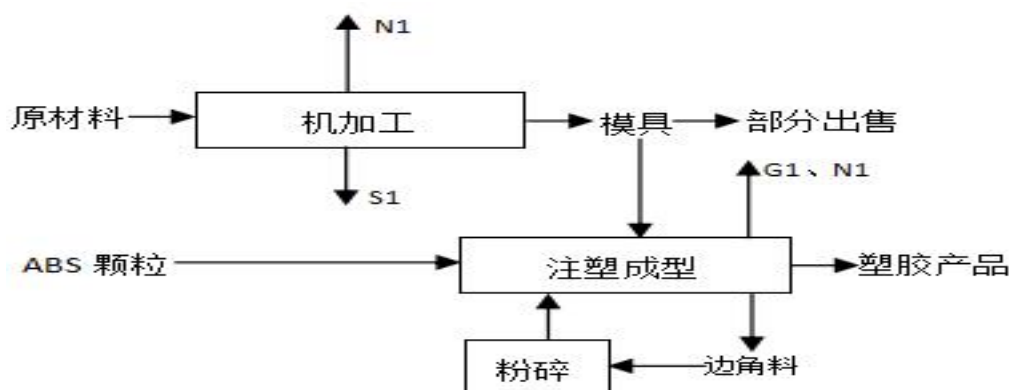 N1
原材料
机加工
模具
部分出售
S1
G1、N1
ABS 颗粒
注塑成型
塑胶产品
粉碎
边角料